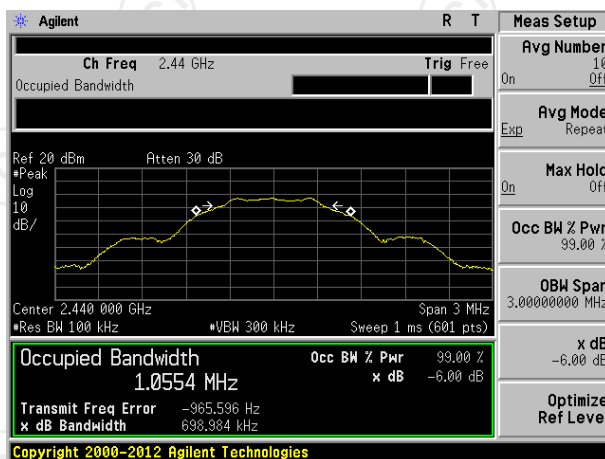 Agilent R T
Ch Freq 2.44 GHz Trig Free
Occupied Bandwidth
Ref 20 dBm Atten 30 dB
#Peak
Log
10
dB/
Center 2.440 000 GHz Span 3 MHz
#Res BW 100 kHz #VBW 300 kHz Sweep 1 ms (601 pts)
Occupied Bandwidth Occ BW % Pwr 99.00 %
1.0554 MHz x dB -6.00 dB
Transmit Freq Error -965.596 Hz
x dB Bandwidth 698.984 kHz
Copyright 2000-2012 Agilent Technologies
Meas Setup
Avg Number
10
On Off
Avg Mode
Exp Repeat
Max Hold
On Off
Occ BW % Pwr
99.00 %
OBW Span
3.00000000 MHz
x dB
-6.00 dB
Optimize
Ref Level